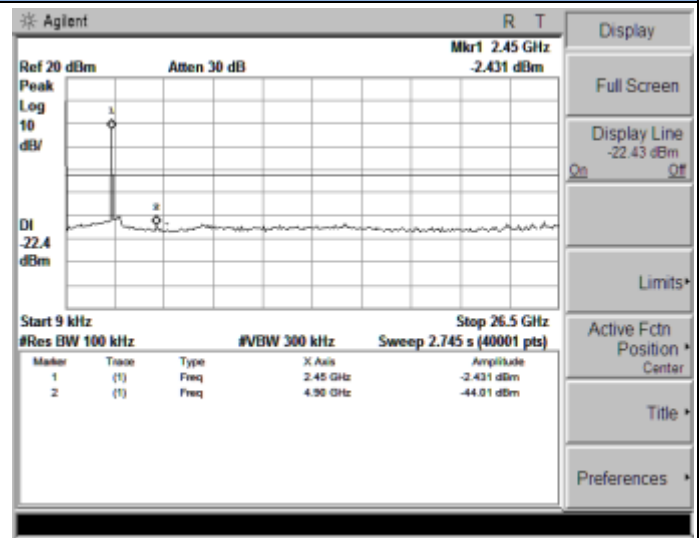 Agilent R T
Mkr1 2.45 GHz
Ref 20 dBm Atten 30 dB -2.431 dBm
Peak
Log
10
dB/
1
2
DI
-22.4
dBm
Start 9 kHz Stop 26.5 GHz
#Res BW 100 kHz #VBW 300 kHz Sweep 2.745 s (40001 pts)
Marker Trace Type X Axis Amplitude
1 (1) Freq 2.45 GHz -2.431 dBm
2 (1) Freq 4.90 GHz -44.01 dBm
Display
Full Screen
Display Line
-22.43 dBm
On Off
Limits
Active Fctn
Position
Center
Title
Preferences